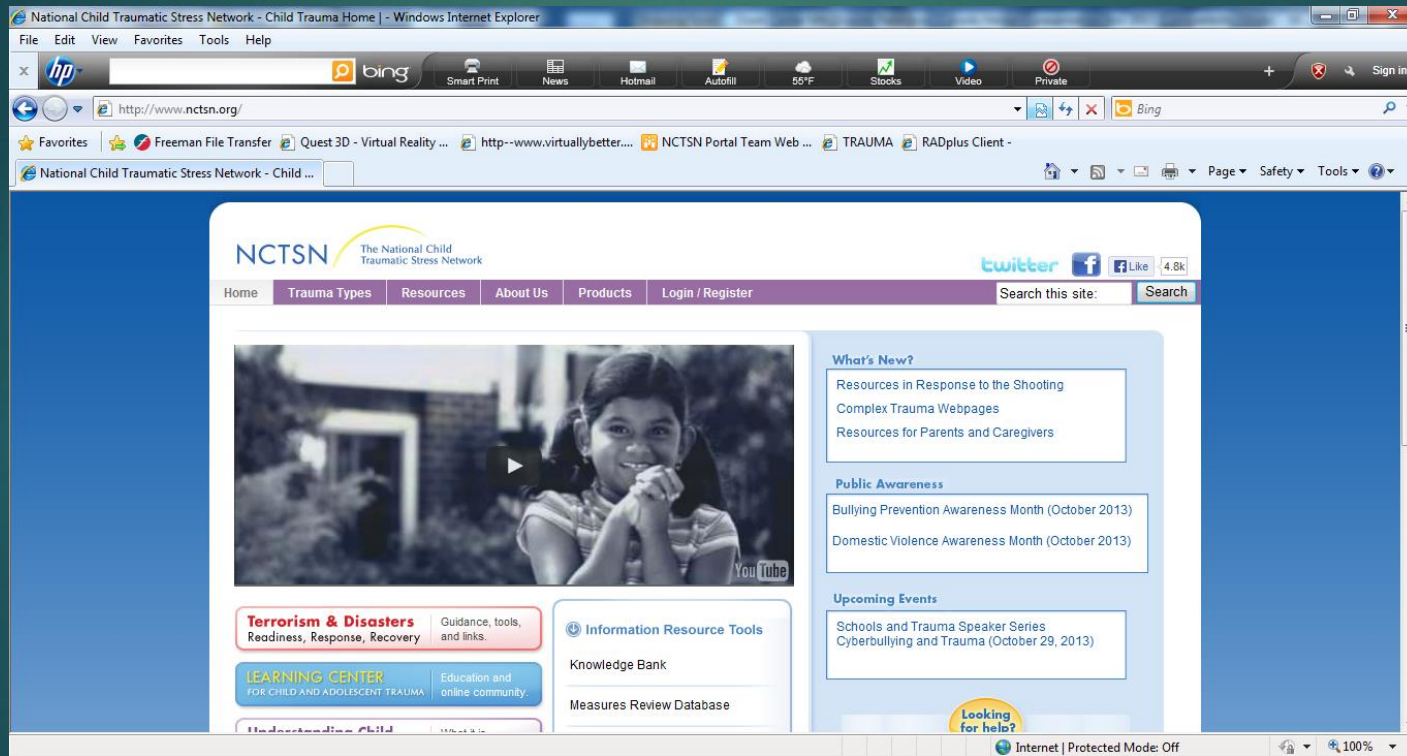 National Child Traumatic Stress Network - Child Trauma Home | - Windows Internet Explorer
File Edit View Favorites Tools Help
x hp bing Smart Print News Hotmail Autofill 55°F Stocks Video Private + Sign in
http://www.nctsn.org/ Bing
Favorites Freeman File Transfer Quest 3D - Virtual Reality ... http--www.virtuallybetter.... NCTSN Portal Team Web ... TRAUMA RADplus Client -
National Child Traumatic Stress Network - Child ... Page Safety Tools
NCTSN The National Child
Traumatic Stress Network
twitter f Like 4.8k
Home Trauma Types Resources About Us Products Login / Register Search this site: Search
What's New?
Resources in Response to the Shooting
Complex Trauma Webpages
Resources for Parents and Caregivers
Public Awareness
Bullying Prevention Awareness Month (October 2013)
Domestic Violence Awareness Month (October 2013)
YouTube
Upcoming Events
Schools and Trauma Speaker Series
Cyberbullying and Trauma (October 29, 2013)
Terrorism & Disasters
Readiness, Response, Recovery
Guidance, tools,
and links.
LEARNING CENTER
FOR CHILD AND ADOLESCENT TRAUMA
Education and
online community.
Understanding Child
What it is
Information Resource Tools
Knowledge Bank
Measures Review Database
Looking
for help?
Internet | Protected Mode: Off 100%